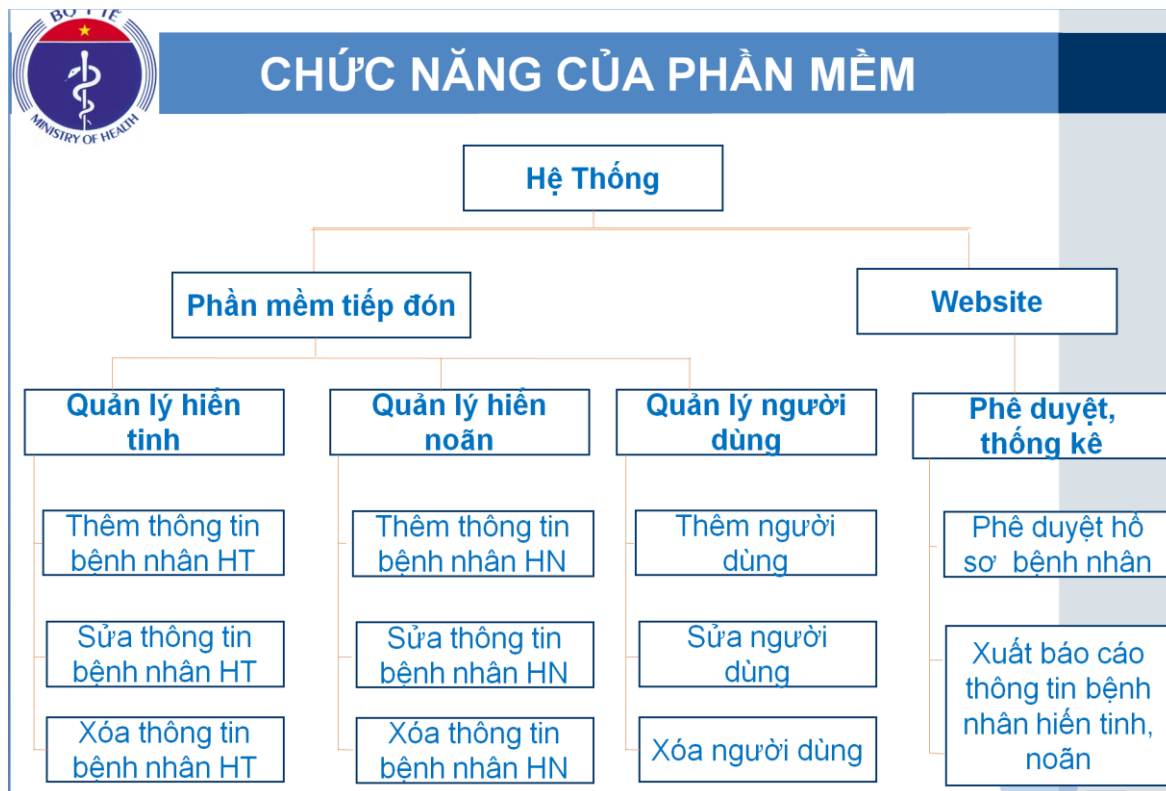 BỘ Y TẾ
MINISTRY OF HEALTH
CHỨC NĂNG CỦA PHẦN MỀM
Hệ Thống
Phần mềm tiếp đón
Website
Quản lý hiến
tinh
Quản lý hiến
noãn
Quản lý người
dùng
Phê duyệt,
thống kê
Thêm thông tin
bệnh nhân HT
Thêm thông tin
bệnh nhân HN
Thêm người
dùng
Phê duyệt hồ
sơ bệnh nhân
Sửa thông tin
bệnh nhân HT
Sửa thông tin
bệnh nhân HN
Sửa người
dùng
Xuất báo cáo
thông tin bệnh
nhân hiến tinh,
noãn
Xóa thông tin
bệnh nhân HT
Xóa thông tin
bệnh nhân HN
Xóa người dùng